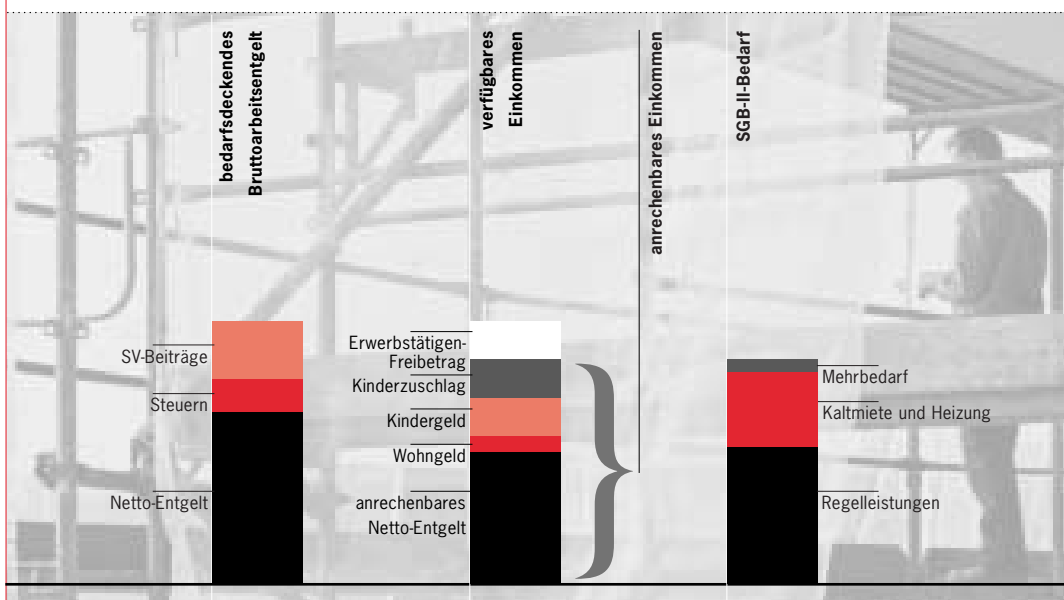 bedarfsdeckendes
Bruttoarbeitsentgelt
verfügbares
Einkommen
anrechenbares Einkommen
SGB-II-Bedarf
SV-Beiträge
Steuern
Netto-Entgelt
Erwerbstätigen-
Freibetrag
Kinderzuschlag
Kindergeld
Wohngeld
anrechenbares
Netto-Entgelt
Mehrbedarf
Kaltmiete und Heizung
Regelleistungen